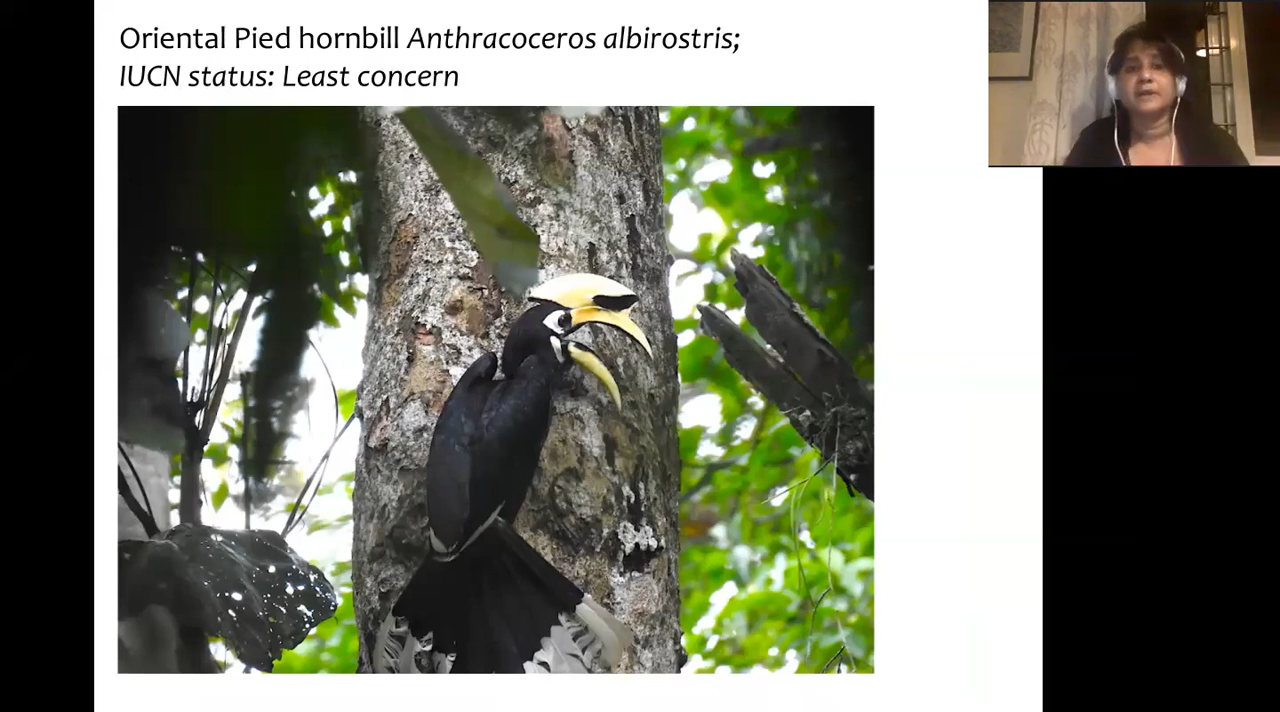 Oriental Pied hornbill Anthracoceros albirostris;
IUCN status: Least concern